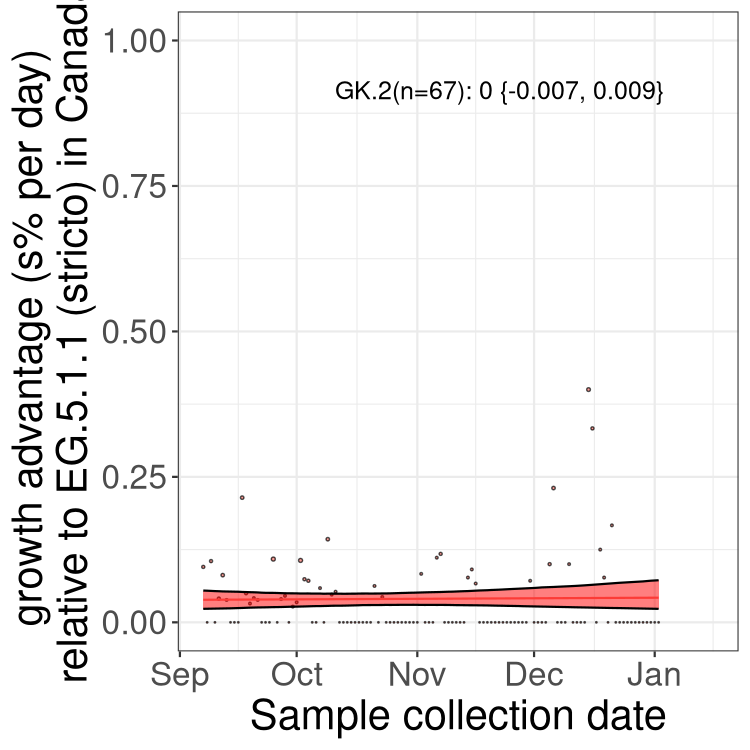 growth advantage (s% per day)
relative to EG.5.1.1 (stricto) in Canada
1.00
0.75
0.50
0.25
0.00
GK.2(n=67): 0 {-0.007, 0.009}
Sep Oct Nov Dec Jan
Sample collection date